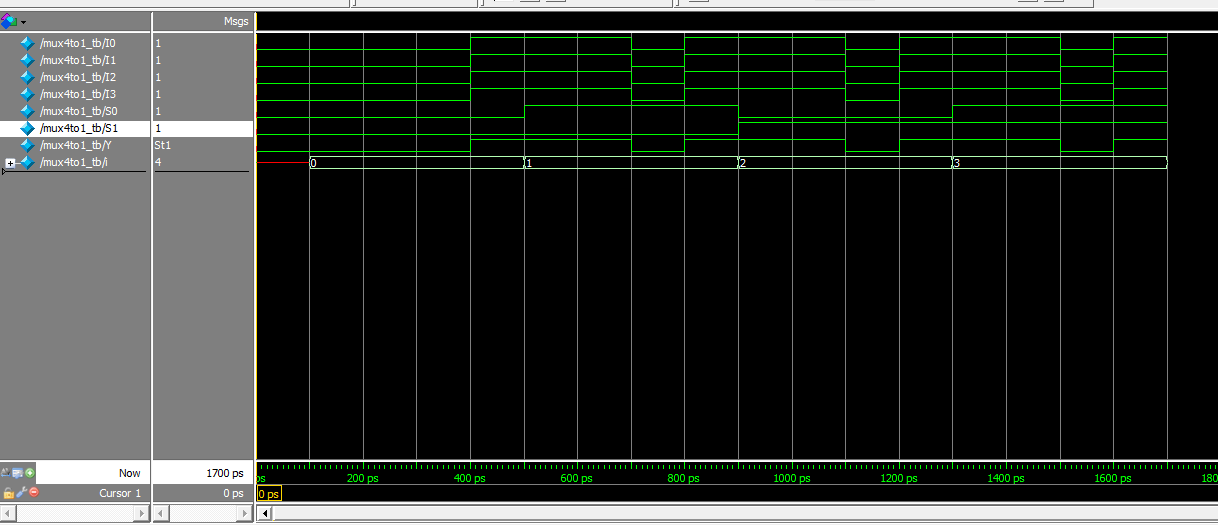 Msgs
/mux4to1_tb/I0 1
/mux4to1_tb/I1 1
/mux4to1_tb/I2 1
/mux4to1_tb/I3 1
/mux4to1_tb/S0 1
/mux4to1_tb/S1 1
/mux4to1_tb/Y St1
/mux4to1_tb/i 4 0 1 2 3
Now 1700 ps ps 200 ps 400 ps 600 ps 800 ps 1000 ps 1200 ps 1400 ps 1600 ps 1800
Cursor 1 0 ps 0 ps